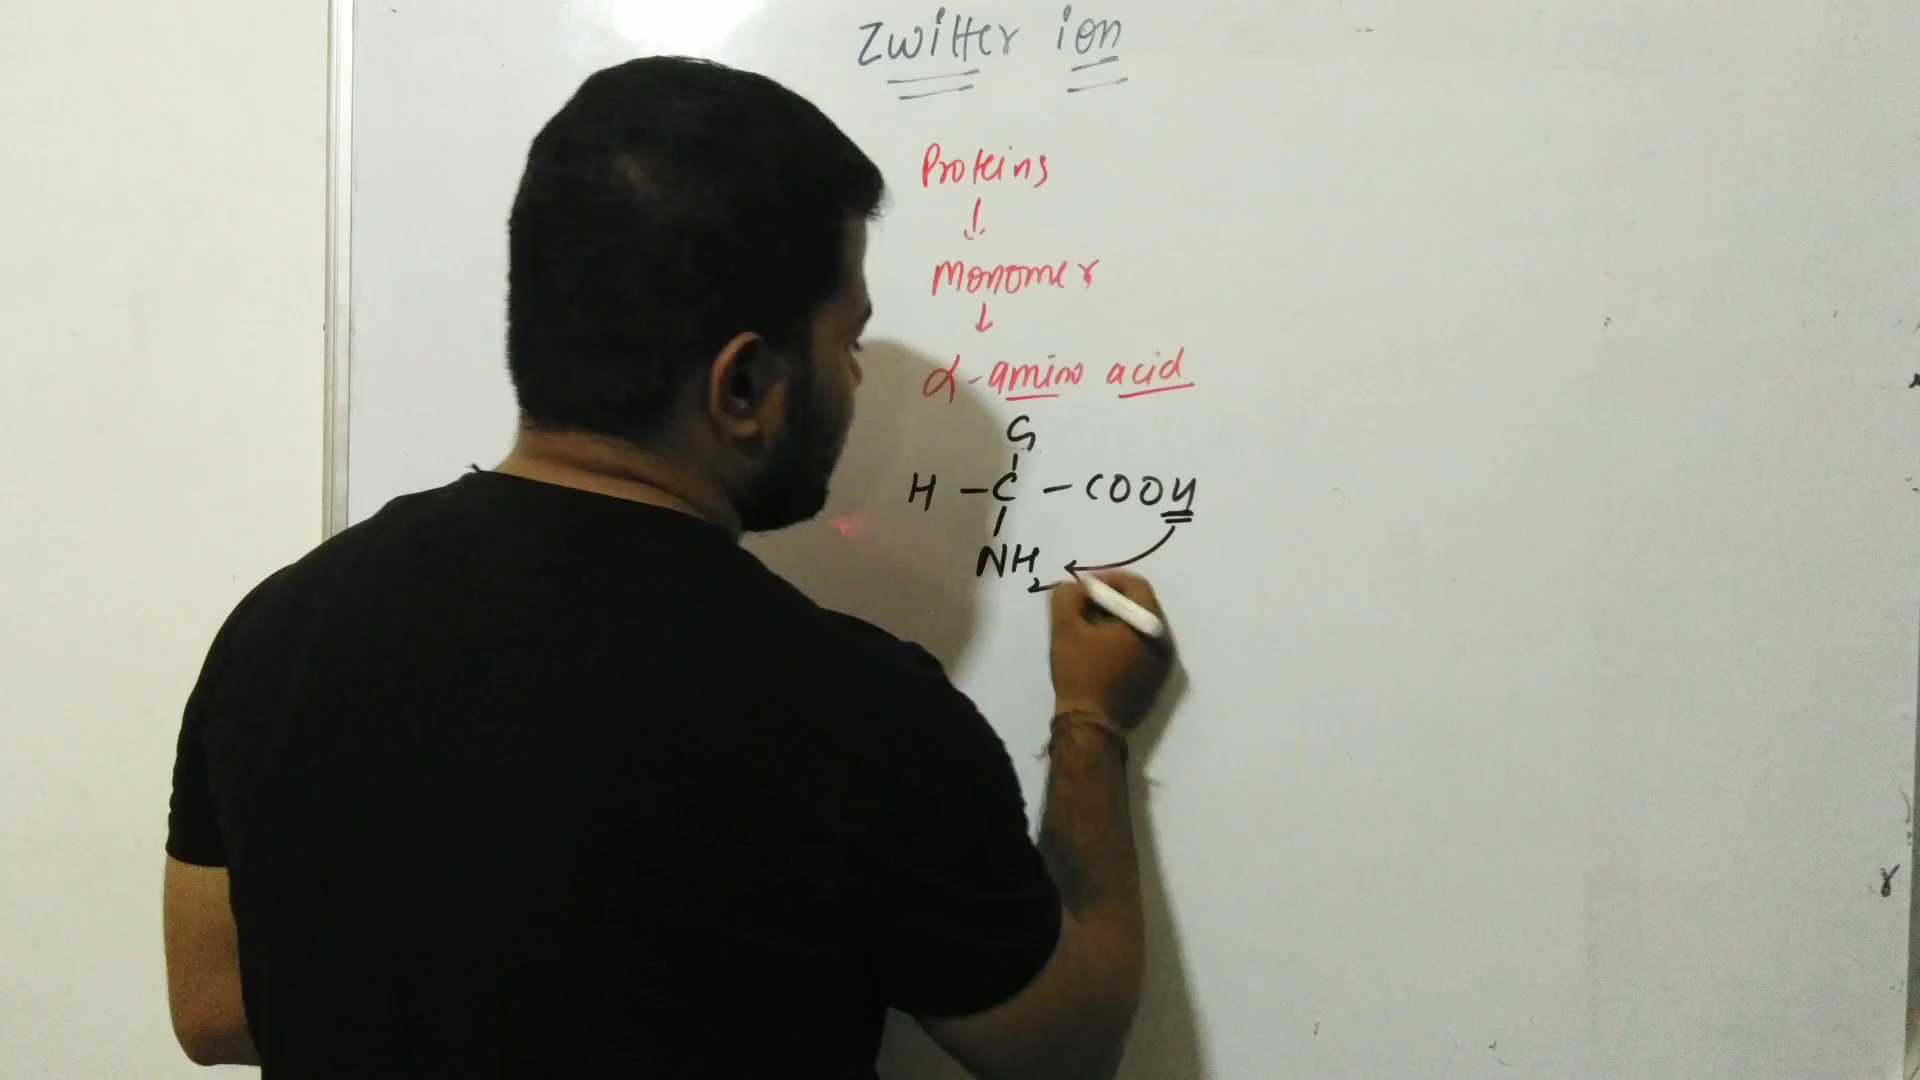 Zwitter ion
Proteins
↓
Monomer
↓
α-amino acid
G
H – C – COOH
NH2